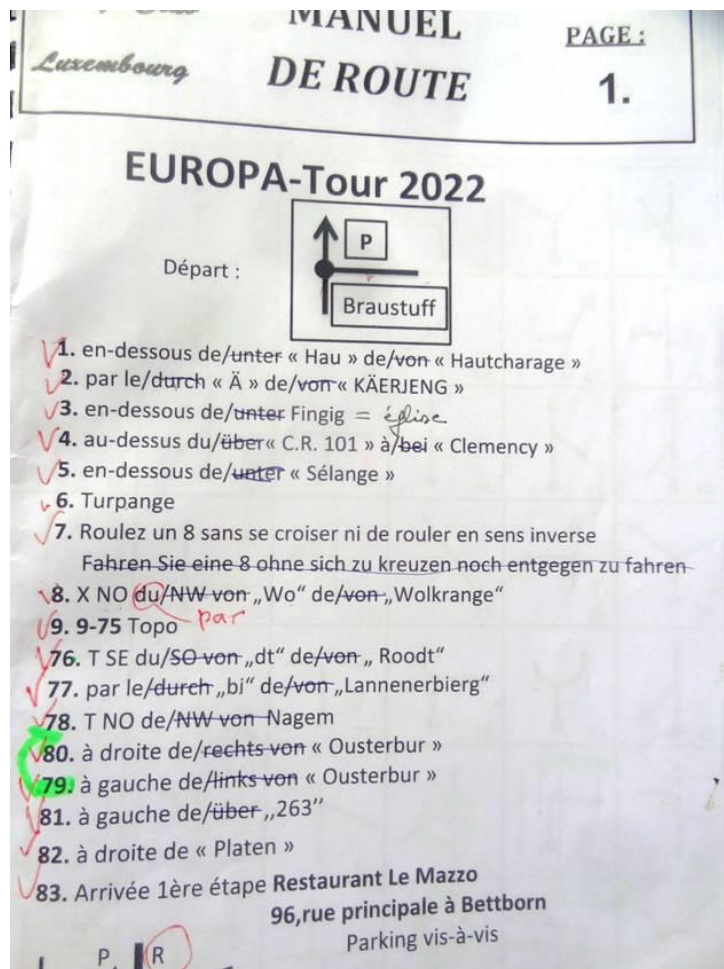 Luxembourg
MANUEL
DE ROUTE
PAGE :
1.
EUROPA-Tour 2022
Départ :
P
Braustuff
1. en-dessous de/unter « Hau » de/von « Hautcharage »
2. par le/durch « Ä » de/von « KÄERJENG »
3. en-dessous de/unter Fingig = église
4. au-dessus du/über« C.R. 101 » à/bei « Clemency »
5. en-dessous de/unter « Sélange »
6. Turpange
7. Roulez un 8 sans se croiser ni de rouler en sens inverse
Fahren Sie eine 8 ohne sich zu kreuzen noch entgegen zu fahren
8. X NO du/NW von „Wo“ de/von „Wolkrange“
par
9. 9-75 Topo
76. T SE du/SO von „dt“ de/von „ Roodt“
77. par le/durch „bi“ de/von „Lannenerbierg“
78. T NO de/NW von Nagem
80. à droite de/rechts von « Ousterbur »
79. à gauche de/links von « Ousterbur »
81. à gauche de/über „263’’
82. à droite de « Platen »
83. Arrivée 1ère étape Restaurant Le Mazzo
96,rue principale à Bettborn
Parking vis-à-vis
P R